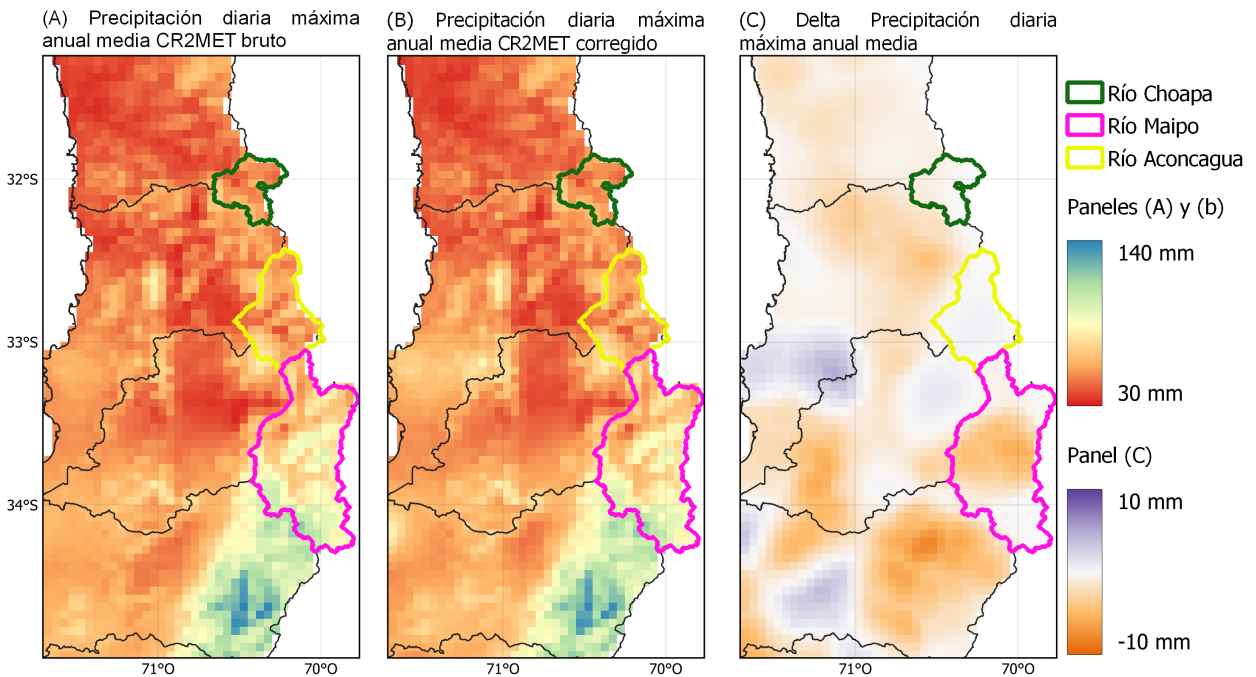 (A) Precipitación diaria máxima
anual media CR2MET bruto
(B) Precipitación diaria máxima
anual media CR2MET corregido
(C) Delta Precipitación diaria
máxima anual media
Río Choapa
Río Maipo
Río Aconcagua
Paneles (A) y (b)
140 mm
30 mm
Panel (C)
10 mm
-10 mm
32°S
33°S
34°S
71°O 70°O
71°O 70°O
71°O 70°O